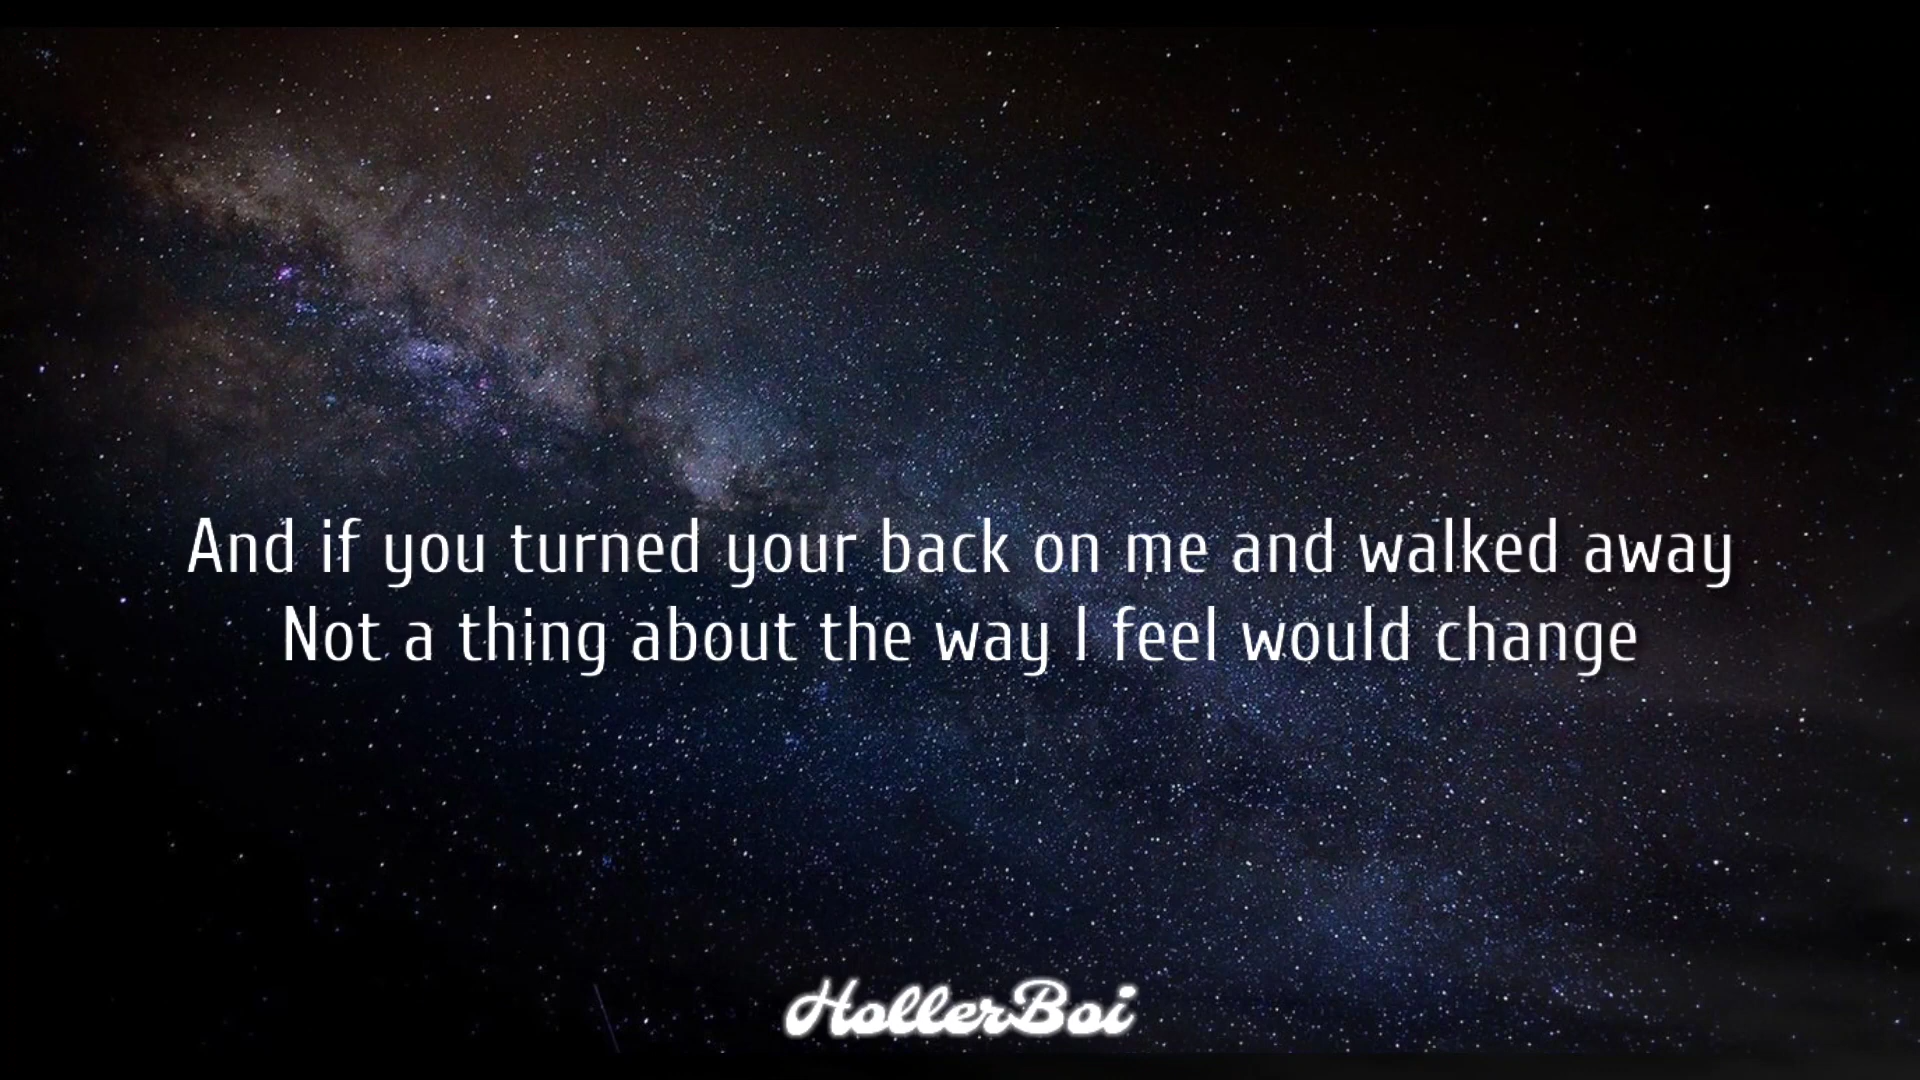 And if you turned your back on me and walked away
Not a thing about the way I feel would change
HollerBoi